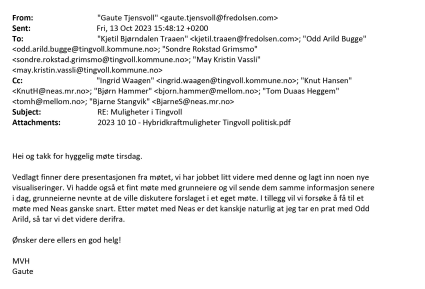 From: "Gaute Tjensvoll" <gaute.tjensvoll@fredolsen.com>
Sent: Fri, 13 Oct 2023 15:48:12 +0200
To: "Kjetil Bjørndalen Traaen" <kjetil.traaen@fredolsen.com>; "Odd Arild Bugge"
<odd.arild.bugge@tingvoll.kommune.no>; "Sondre Rokstad Grimsmo"
<sondre.rokstad.grimsmo@tingvoll.kommune.no>; "May Kristin Vassli"
<may.kristin.vassli@tingvoll.kommune.no>
Cc: "Ingrid Waagen" <ingrid.waagen@tingvoll.kommune.no>; "Knut Hansen"
<KnutH@neas.mr.no>; "Bjørn Hammer" <bjorn.hammer@mellom.no>; "Tom Duaas Heggem"
<tomh@mellom.no>; "Bjarne Stangvik" <BjarneS@neas.mr.no>
Subject: RE: Muligheter i Tingvoll
Attachments: 2023 10 10 - Hybridkraftmuligheter Tingvoll politisk.pdf
Hei og takk for hyggelig møte tirsdag.
Vedlagt finner dere presentasjonen fra møtet, vi har jobbet litt videre med denne og lagt inn noen nye
visualiseringer. Vi hadde også et fint møte med grunneiere og vil sende dem samme informasjon senere
i dag, grunneierne nevnte at de ville diskutere forslaget i et eget møte. I tillegg vil vi forsøke å få til et
møte med Neas ganske snart. Etter møtet med Neas er det kanskje naturlig at jeg tar en prat med Odd
Arild, så tar vi det videre derifra.
Ønsker dere ellers en god helg!
MVH
Gaute